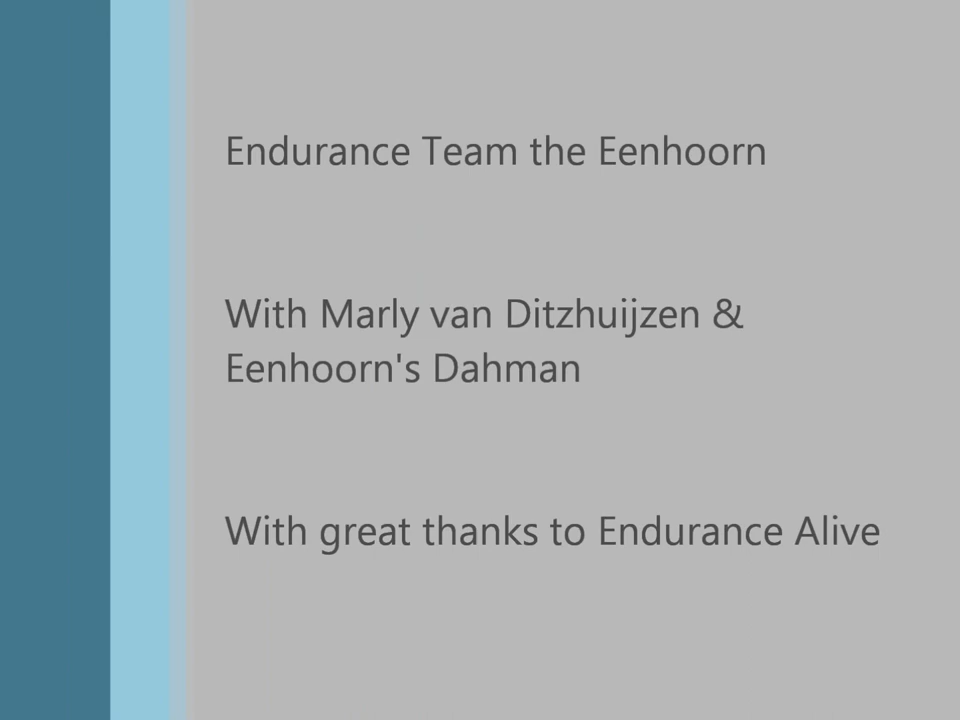 Endurance Team the Eenhoorn
With Marly van Ditzhuijzen &
Eenhoorn's Dahman
With great thanks to Endurance Alive